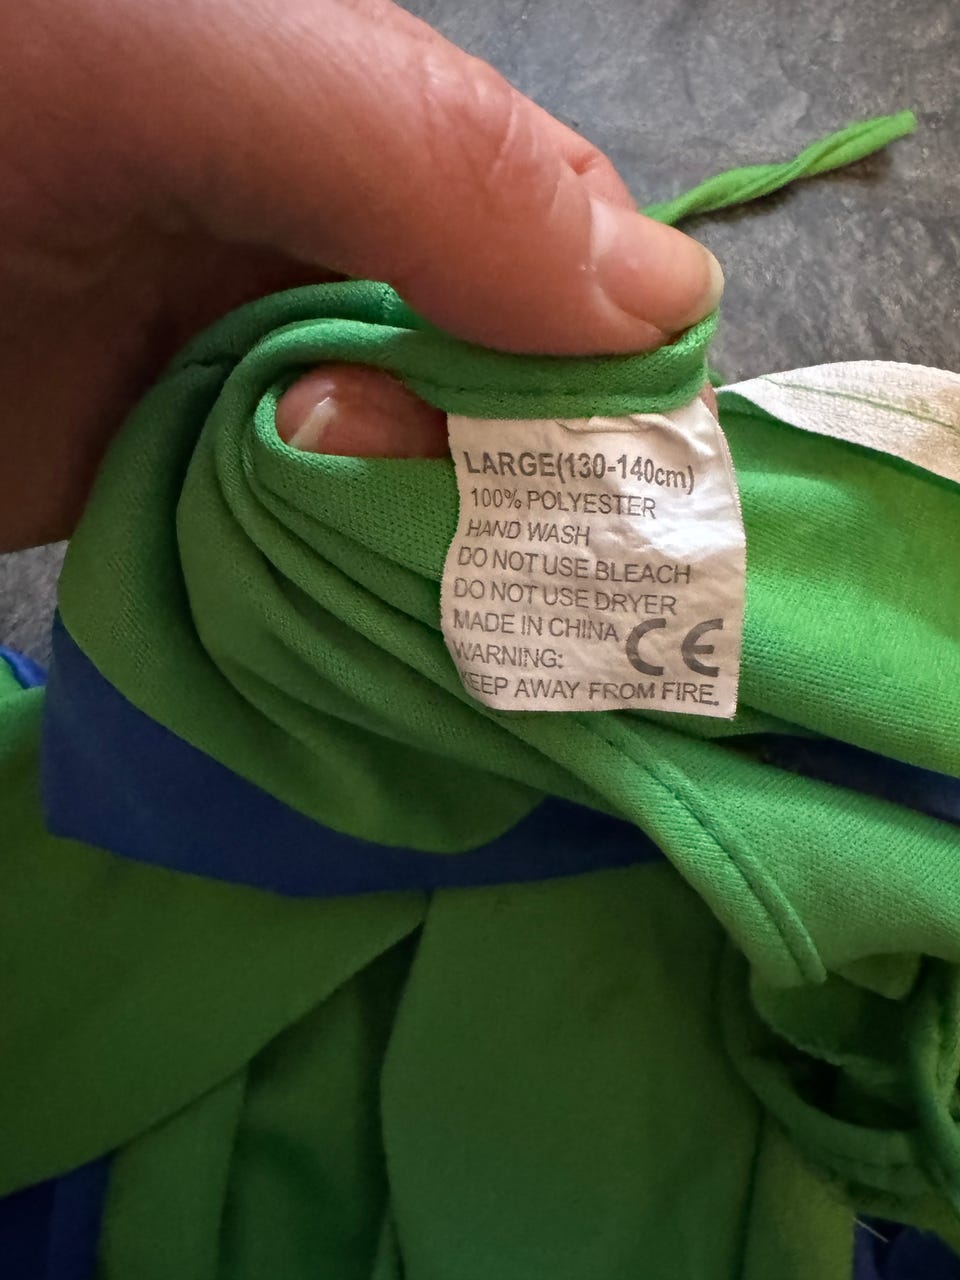 LARGE(130-140cm)
100% POLYESTER
HAND WASH
DO NOT USE BLEACH
DO NOT USE DRYER
MADE IN CHINA
CE
WARNING:
KEEP AWAY FROM FIRE.